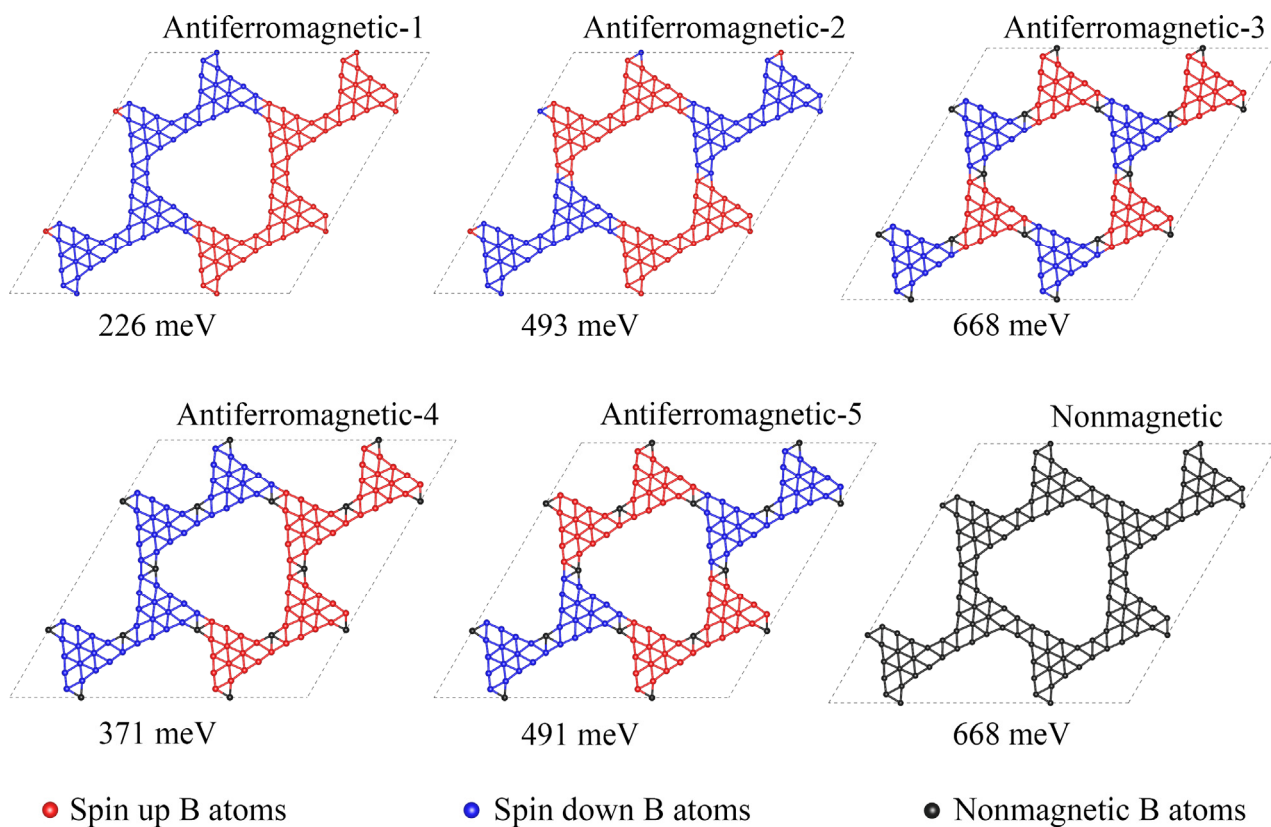 Antiferromagnetic-1
Antiferromagnetic-2
Antiferromagnetic-3
226 meV
493 meV
668 meV
Antiferromagnetic-4
Antiferromagnetic-5
Nonmagnetic
371 meV
491 meV
668 meV
Spin up B atoms
Spin down B atoms
Nonmagnetic B atoms